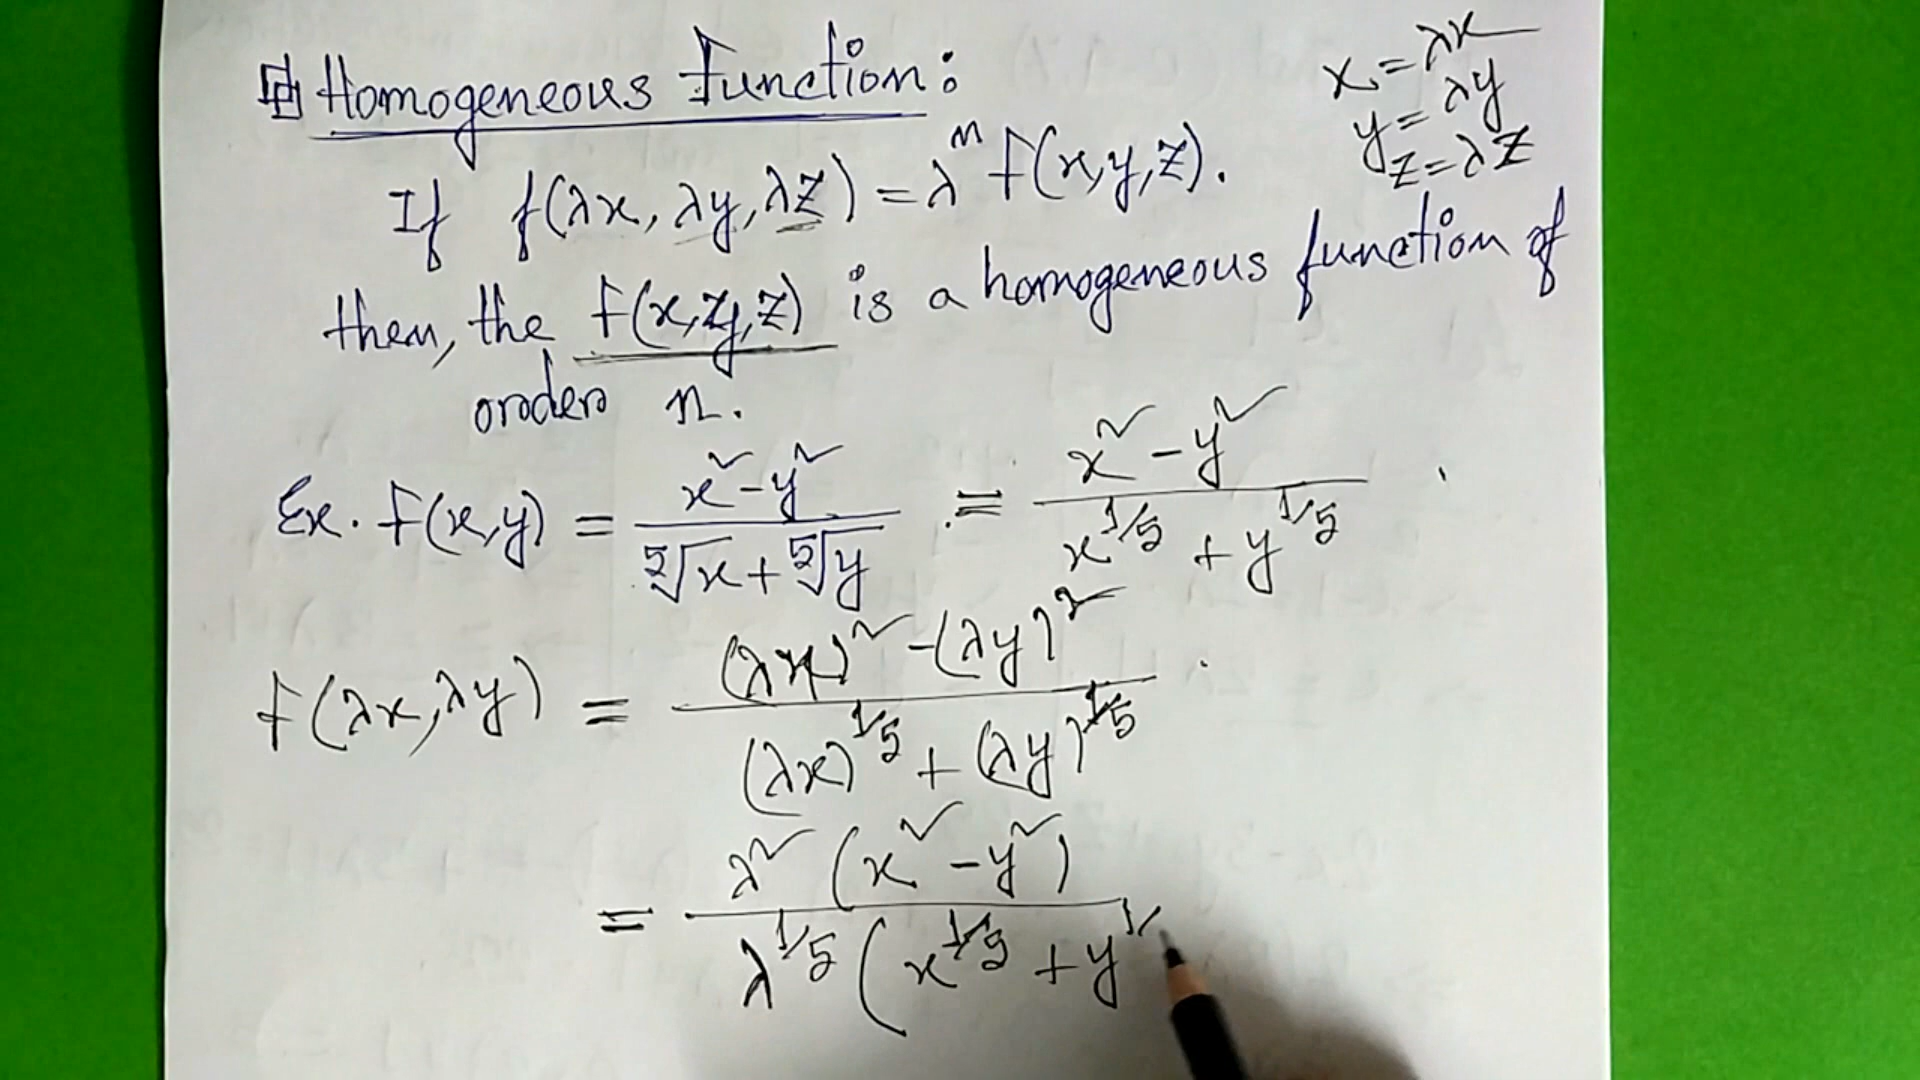 Homogeneous Function:
x = λx
y = λy
z = λz
If f(λx, λy, λz) = λⁿ f(x,y,z).
then, the f(x,y,z) is a homogeneous function of
order n.
Ex. f(x,y) = (x² - y²) / (⁵√x + ⁵√y) = (x² - y²) / (x^1/5 + y^1/5)
f(λx, λy) = ((λx)² - (λy)²) / ((λx)^1/5 + (λy)^1/5)
= λ² (x² - y²) / λ^1/5 (x^1/5 + y^1/